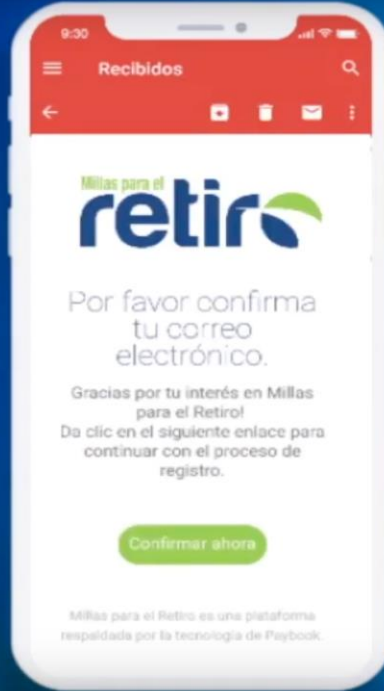 9:30
Recibidos
Millas para el
retiro
Por favor confirma
tu correo
electrónico.
Gracias por tu interés en Millas
para el Retiro!
Da clic en el siguiente enlace para
continuar con el proceso de
registro.
Confirmar ahora
Millas para el Retiro es una plataforma
respaldada por la tecnología de Paybook.